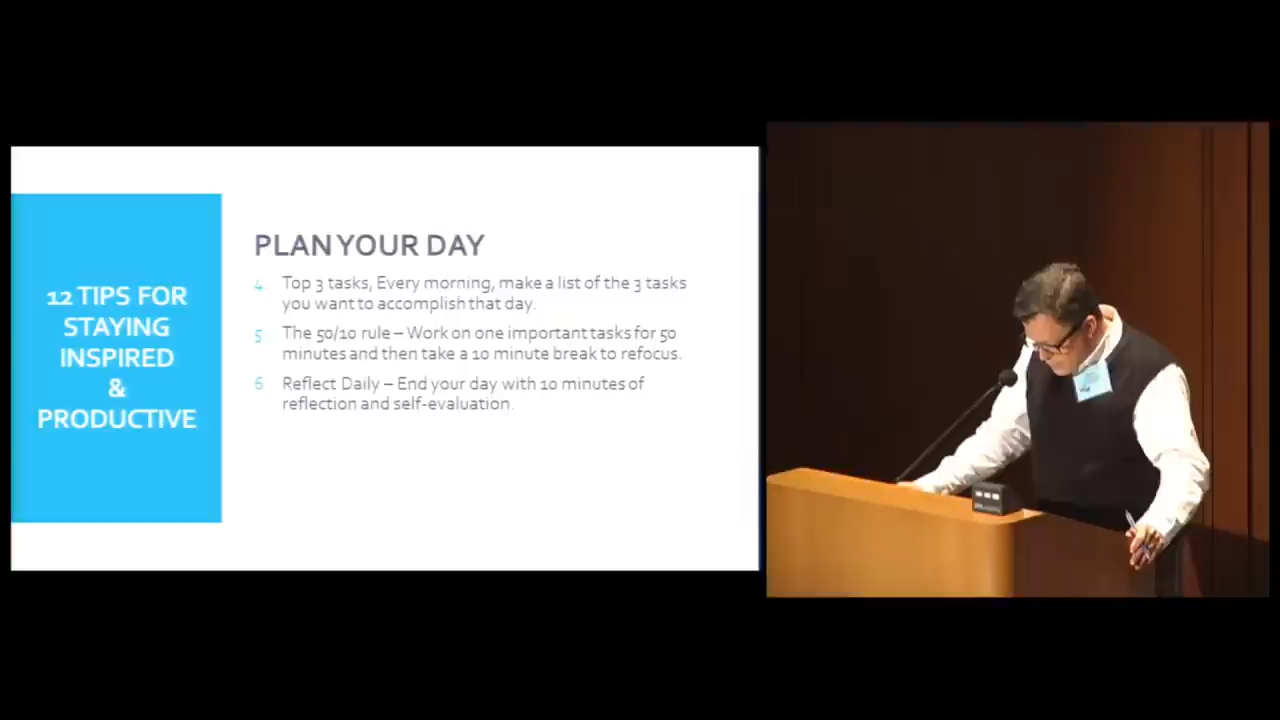 12 TIPS FOR
STAYING
INSPIRED
&
PRODUCTIVE
PLAN YOUR DAY
4 Top 3 tasks, Every morning, make a list of the 3 tasks
you want to accomplish that day.
5 The 50/10 rule – Work on one important tasks for 50
minutes and then take a 10 minute break to refocus.
6 Reflect Daily – End your day with 10 minutes of
reflection and self-evaluation.